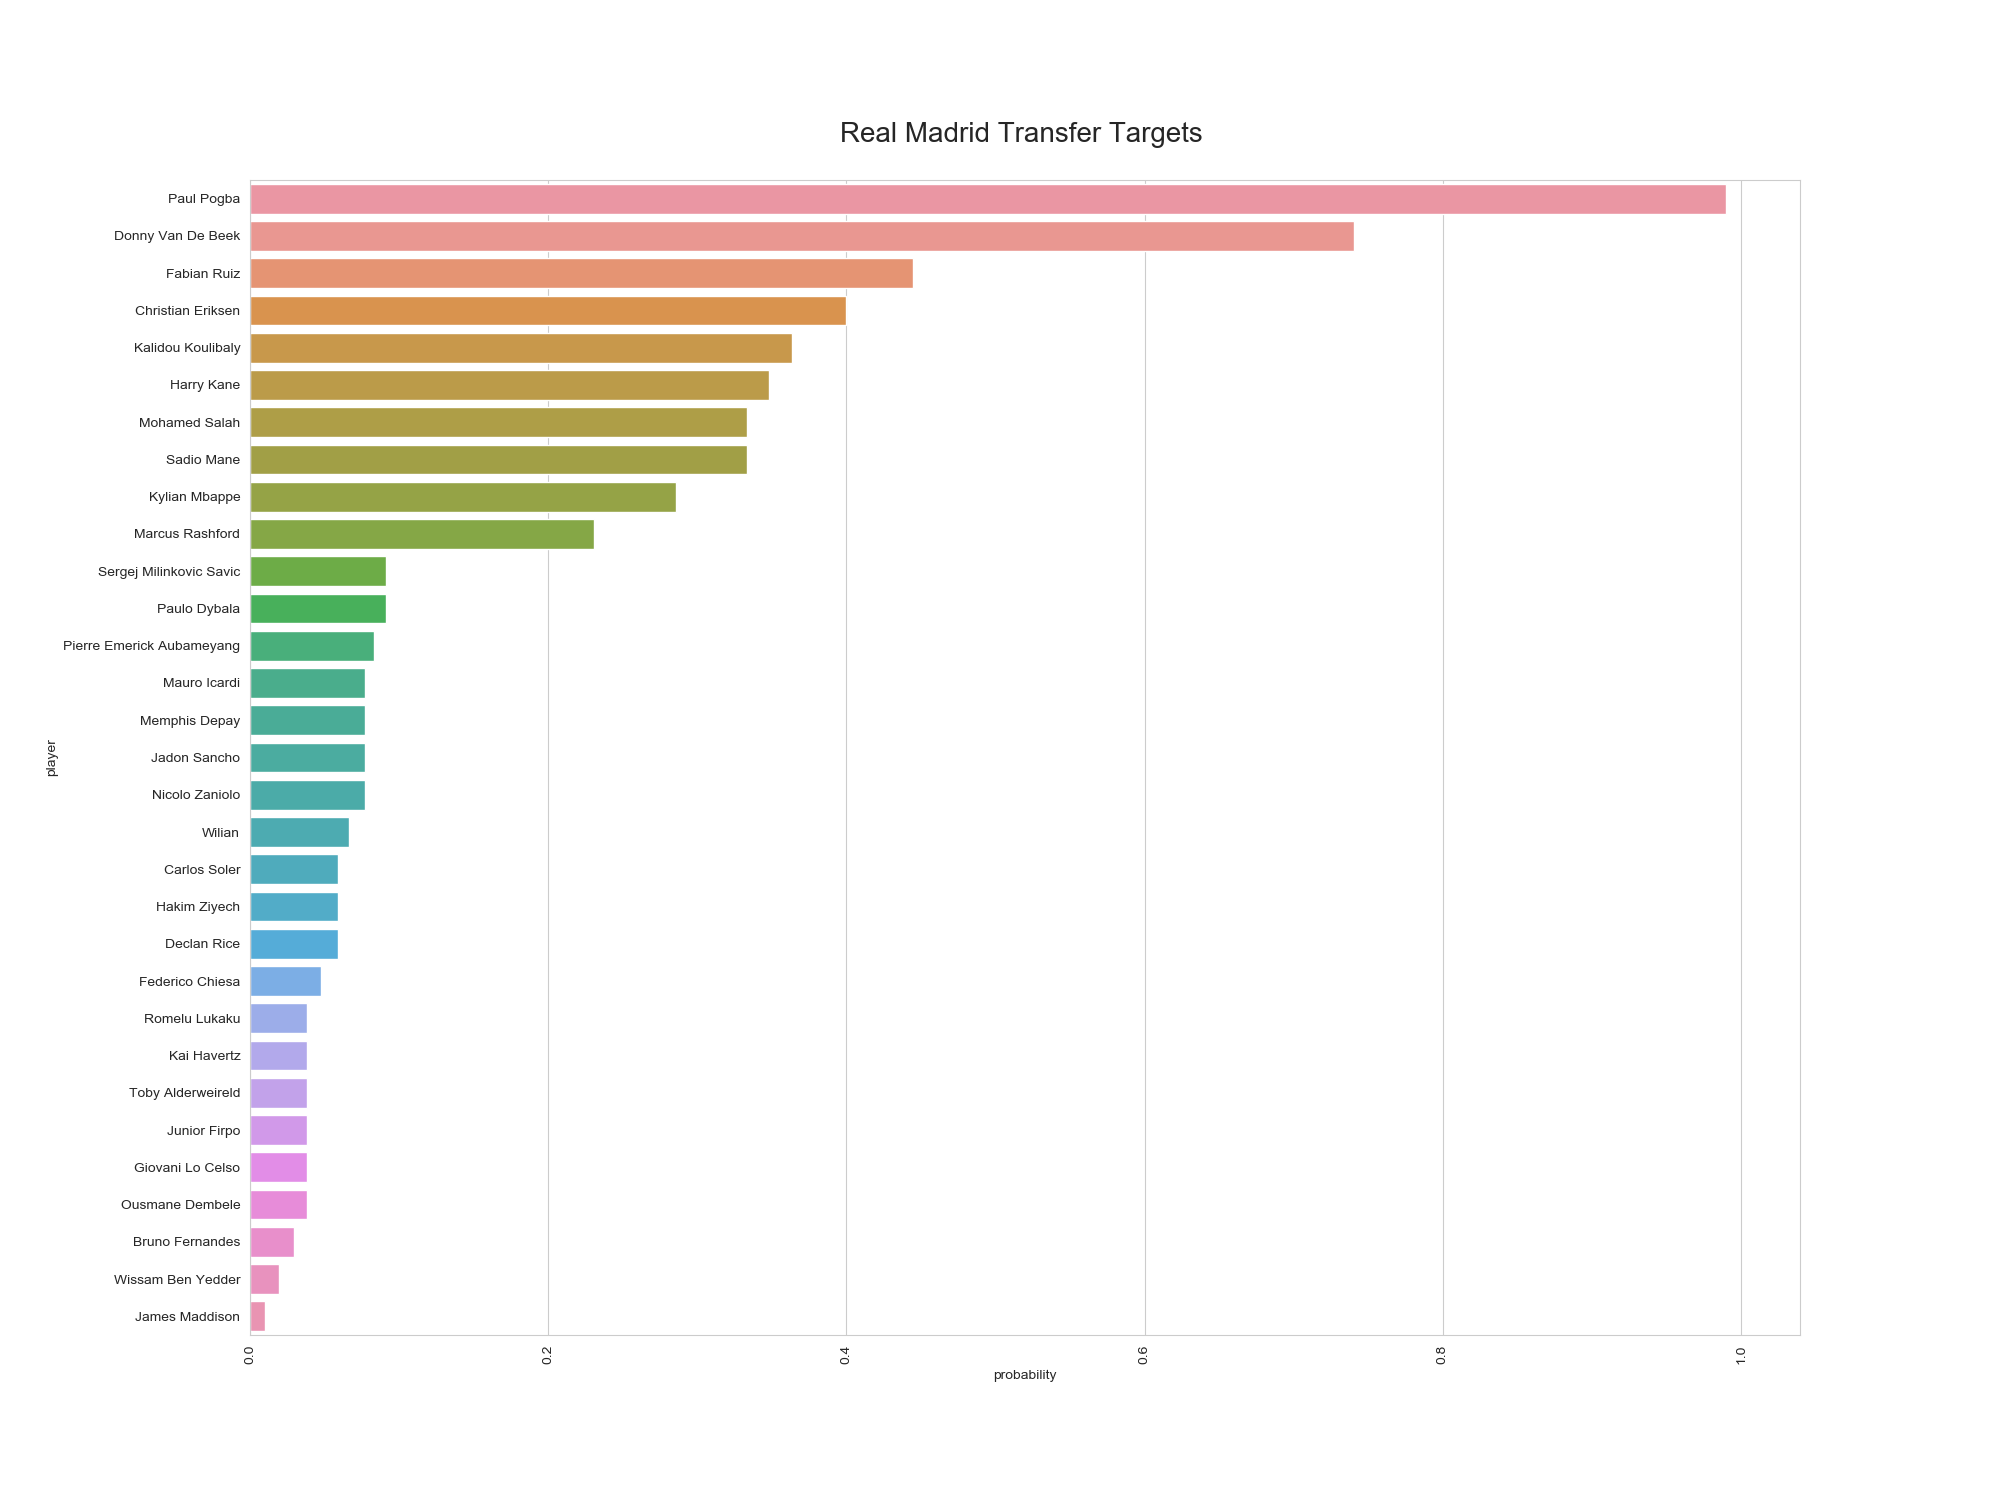 Real Madrid Transfer Targets
Paul Pogba
Donny Van De Beek
Fabian Ruiz
Christian Eriksen
Kalidou Koulibaly
Harry Kane
Mohamed Salah
Sadio Mane
Kylian Mbappe
Marcus Rashford
Sergej Milinkovic Savic
Paulo Dybala
Pierre Emerick Aubameyang
Mauro Icardi
Memphis Depay
Jadon Sancho
Nicolo Zaniolo
Wilian
Carlos Soler
Hakim Ziyech
Declan Rice
Federico Chiesa
Romelu Lukaku
Kai Havertz
Toby Alderweireld
Junior Firpo
Giovani Lo Celso
Ousmane Dembele
Bruno Fernandes
Wissam Ben Yedder
James Maddison
player
0.0
0.2
0.4
0.6
0.8
1.0
probability